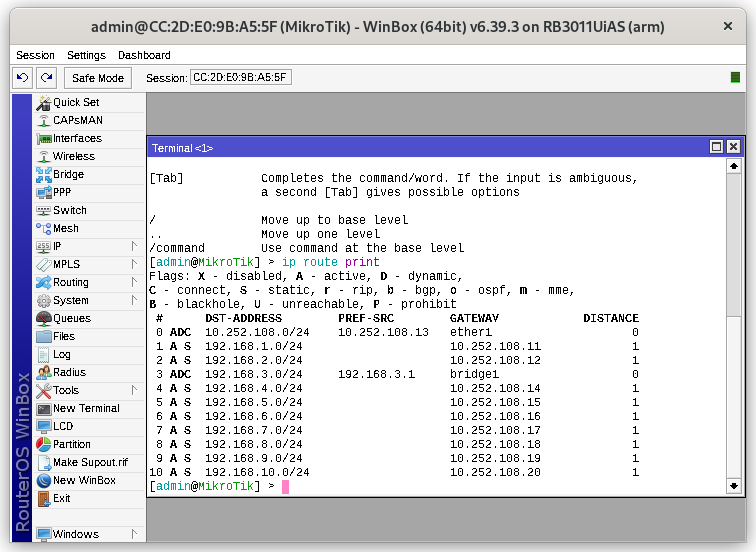 admin@CC:2D:E0:9B:A5:5F (MikroTik) - WinBox (64bit) v6.39.3 on RB3011UiAS (arm)
Session Settings Dashboard
Safe Mode Session: CC:2D:E0:9B:A5:5F
Quick Set
CAPsMAN
Interfaces
Wireless
Bridge
PPP
Switch
Mesh
IP
MPLS
Routing
System
Queues
Files
Log
Radius
Tools
New Terminal
LCD
Partition
Make Supout.rif
New WinBox
Exit
Windows
RouterOS WinBox
Terminal <1>
[Tab] Completes the command/word. If the input is ambiguous,
a second [Tab] gives possible options
/ Move up to base level
.. Move up one level
/command Use command at the base level
[admin@MikroTik] > ip route print
Flags: X - disabled, A - active, D - dynamic,
C - connect, S - static, r - rip, b - bgp, o - ospf, m - mme,
B - blackhole, U - unreachable, P - prohibit
# DST-ADDRESS PREF-SRC GATEWAY DISTANCE
0 ADC 10.252.108.0/24 10.252.108.13 ether1 0
1 A S 192.168.1.0/24 10.252.108.11 1
2 A S 192.168.2.0/24 10.252.108.12 1
3 ADC 192.168.3.0/24 192.168.3.1 bridge1 0
4 A S 192.168.4.0/24 10.252.108.14 1
5 A S 192.168.5.0/24 10.252.108.15 1
6 A S 192.168.6.0/24 10.252.108.16 1
7 A S 192.168.7.0/24 10.252.108.17 1
8 A S 192.168.8.0/24 10.252.108.18 1
9 A S 192.168.9.0/24 10.252.108.19 1
10 A S 192.168.10.0/24 10.252.108.20 1
[admin@MikroTik] >